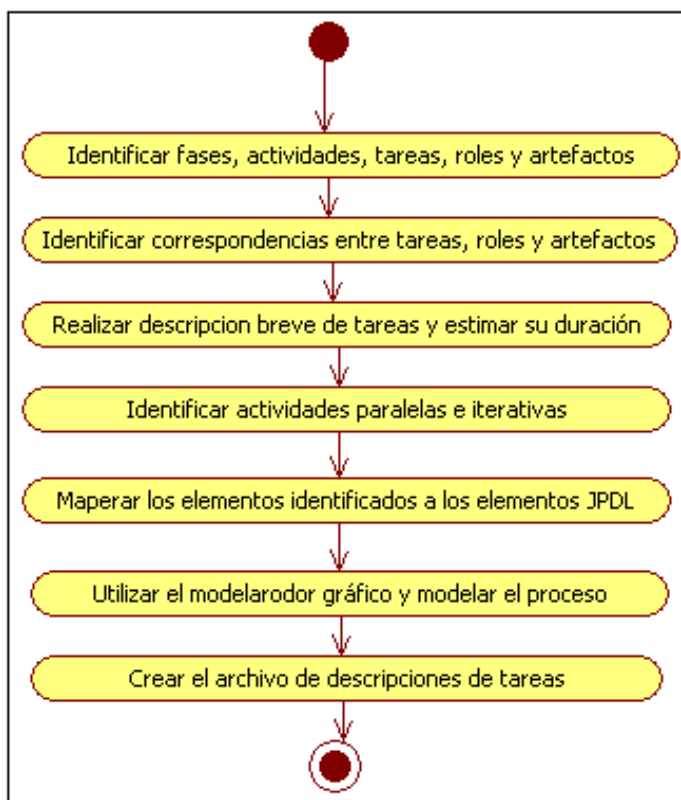 Identificar fases, actividades, tareas, roles y artefactos
Identificar correspondencias entre tareas, roles y artefactos
Realizar descripcion breve de tareas y estimar su duración
Identificar actividades paralelas e iterativas
Maperar los elementos identificados a los elementos JPDL
Utilizar el modelarodor gráfico y modelar el proceso
Crear el archivo de descripciones de tareas